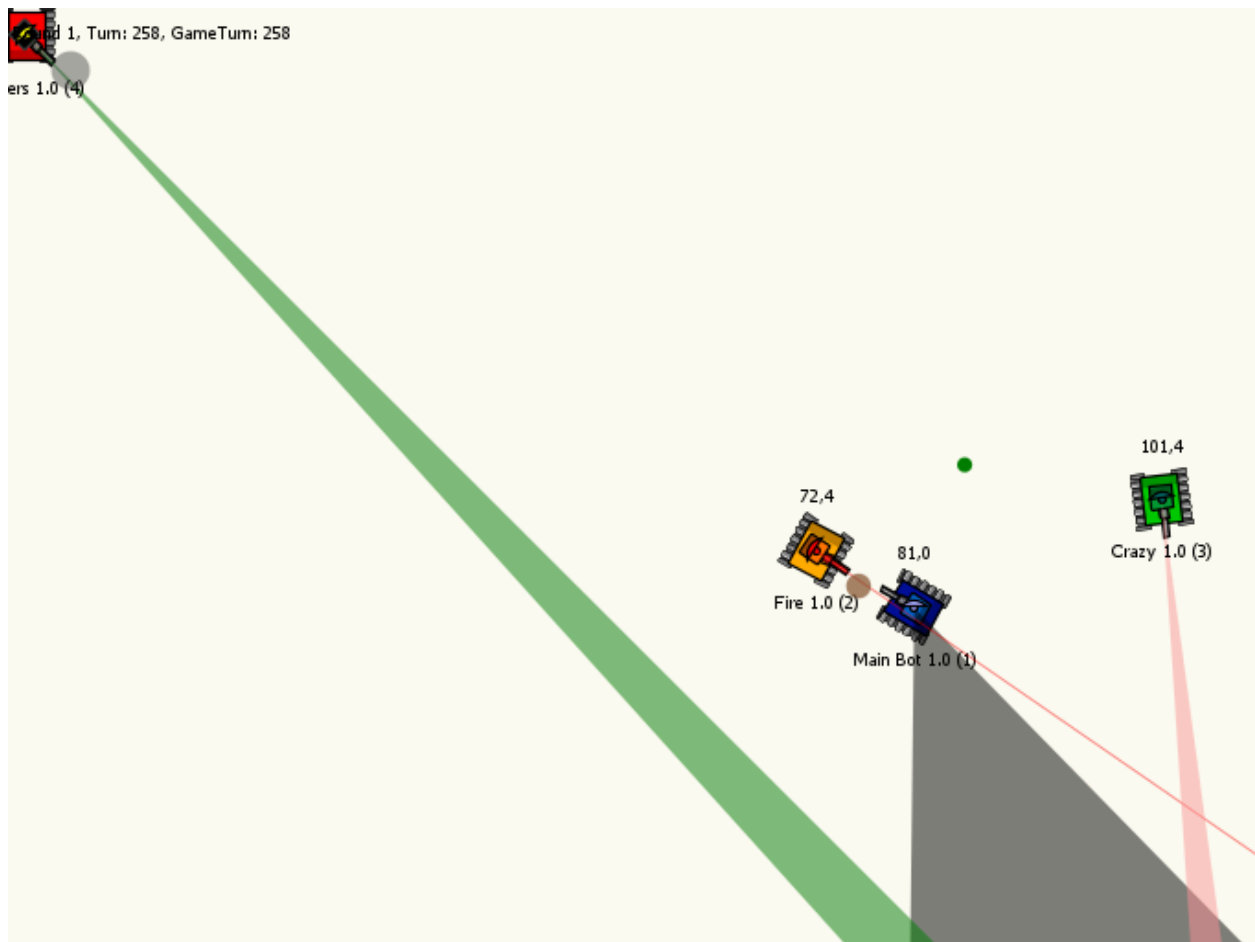 1, Turn: 258, GameTurn: 258
ers 1.0 (4)
101,4
72,4
Crazy 1.0 (3)
81,0
Fire 1.0 (2)
Main Bot 1.0 (1)